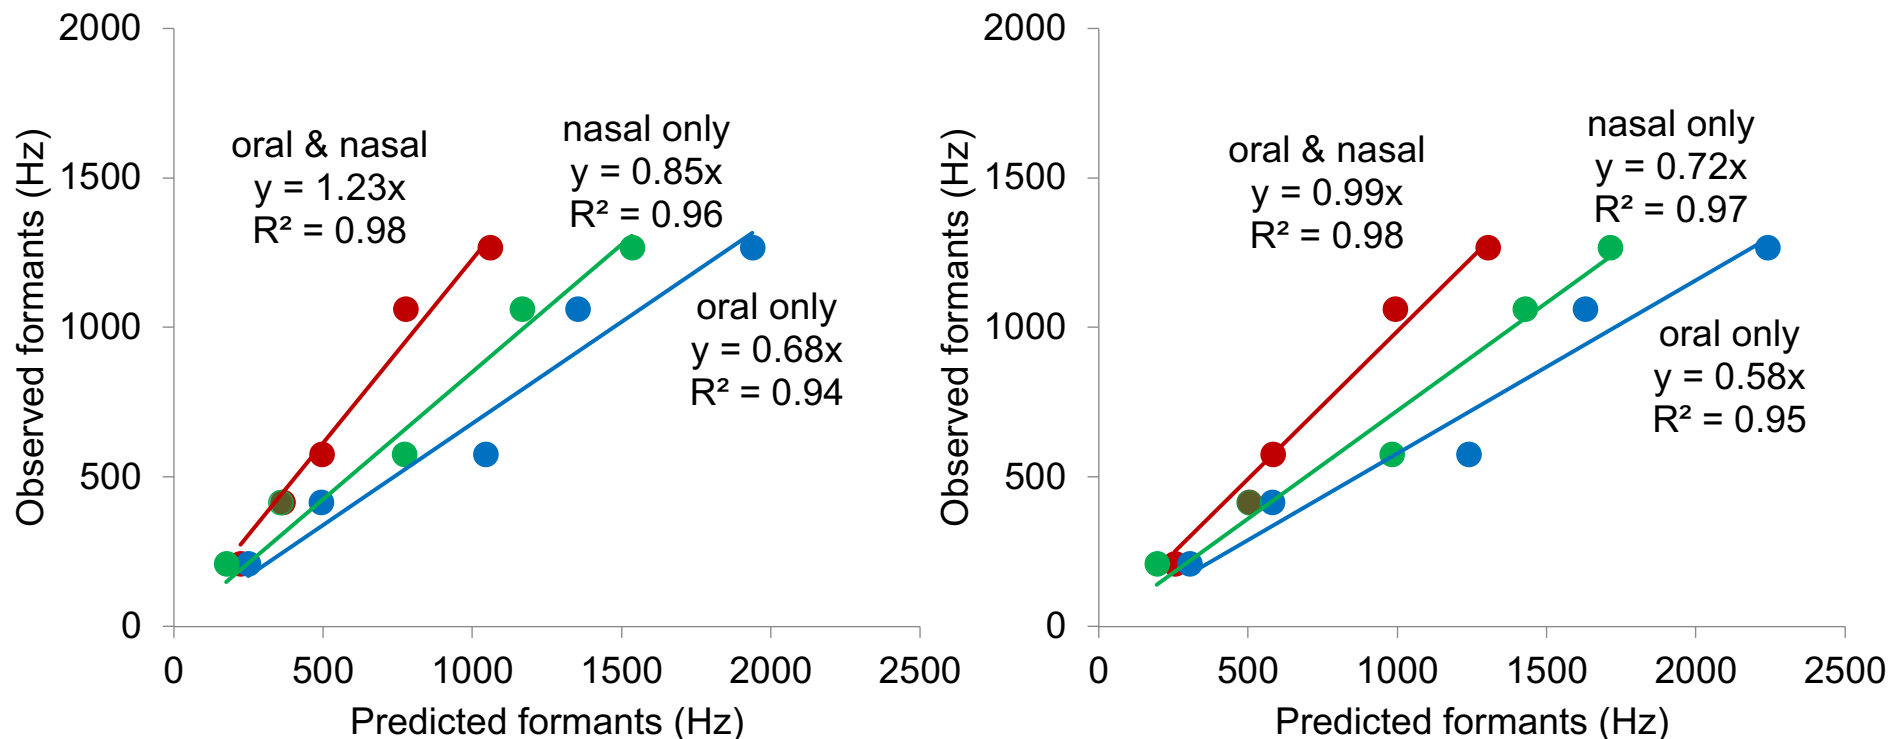 2000
1500
1000
500
0
Observed formants (Hz)
oral & nasal
y = 1.23x
R² = 0.98
nasal only
y = 0.85x
R² = 0.96
oral only
y = 0.68x
R² = 0.94
0 500 1000 1500 2000 2500
Predicted formants (Hz)
2000
1500
1000
500
0
Observed formants (Hz)
oral & nasal
y = 0.99x
R² = 0.98
nasal only
y = 0.72x
R² = 0.97
oral only
y = 0.58x
R² = 0.95
0 500 1000 1500 2000 2500
Predicted formants (Hz)